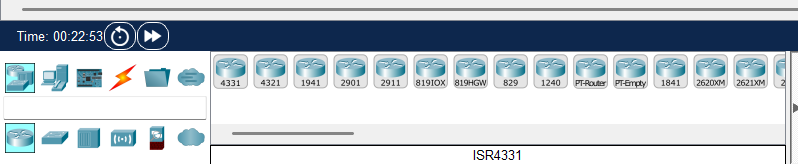 Time: 00:22:53
4331 4321 1941 2901 2911 819IOX 819HGW 829 1240 PT-Router PT-Empty 1841 2620XM 2621XM
ISR4331